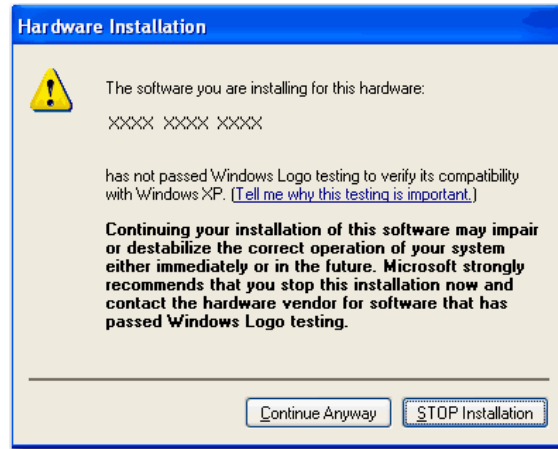 Hardware Installation
The software you are installing for this hardware:
XXXX XXXX XXXX
has not passed Windows Logo testing to verify its compatibility
with Windows XP. (Tell me why this testing is important.)
Continuing your installation of this software may impair
or destabilize the correct operation of your system
either immediately or in the future. Microsoft strongly
recommends that you stop this installation now and
contact the hardware vendor for software that has
passed Windows Logo testing.
Continue Anyway STOP Installation